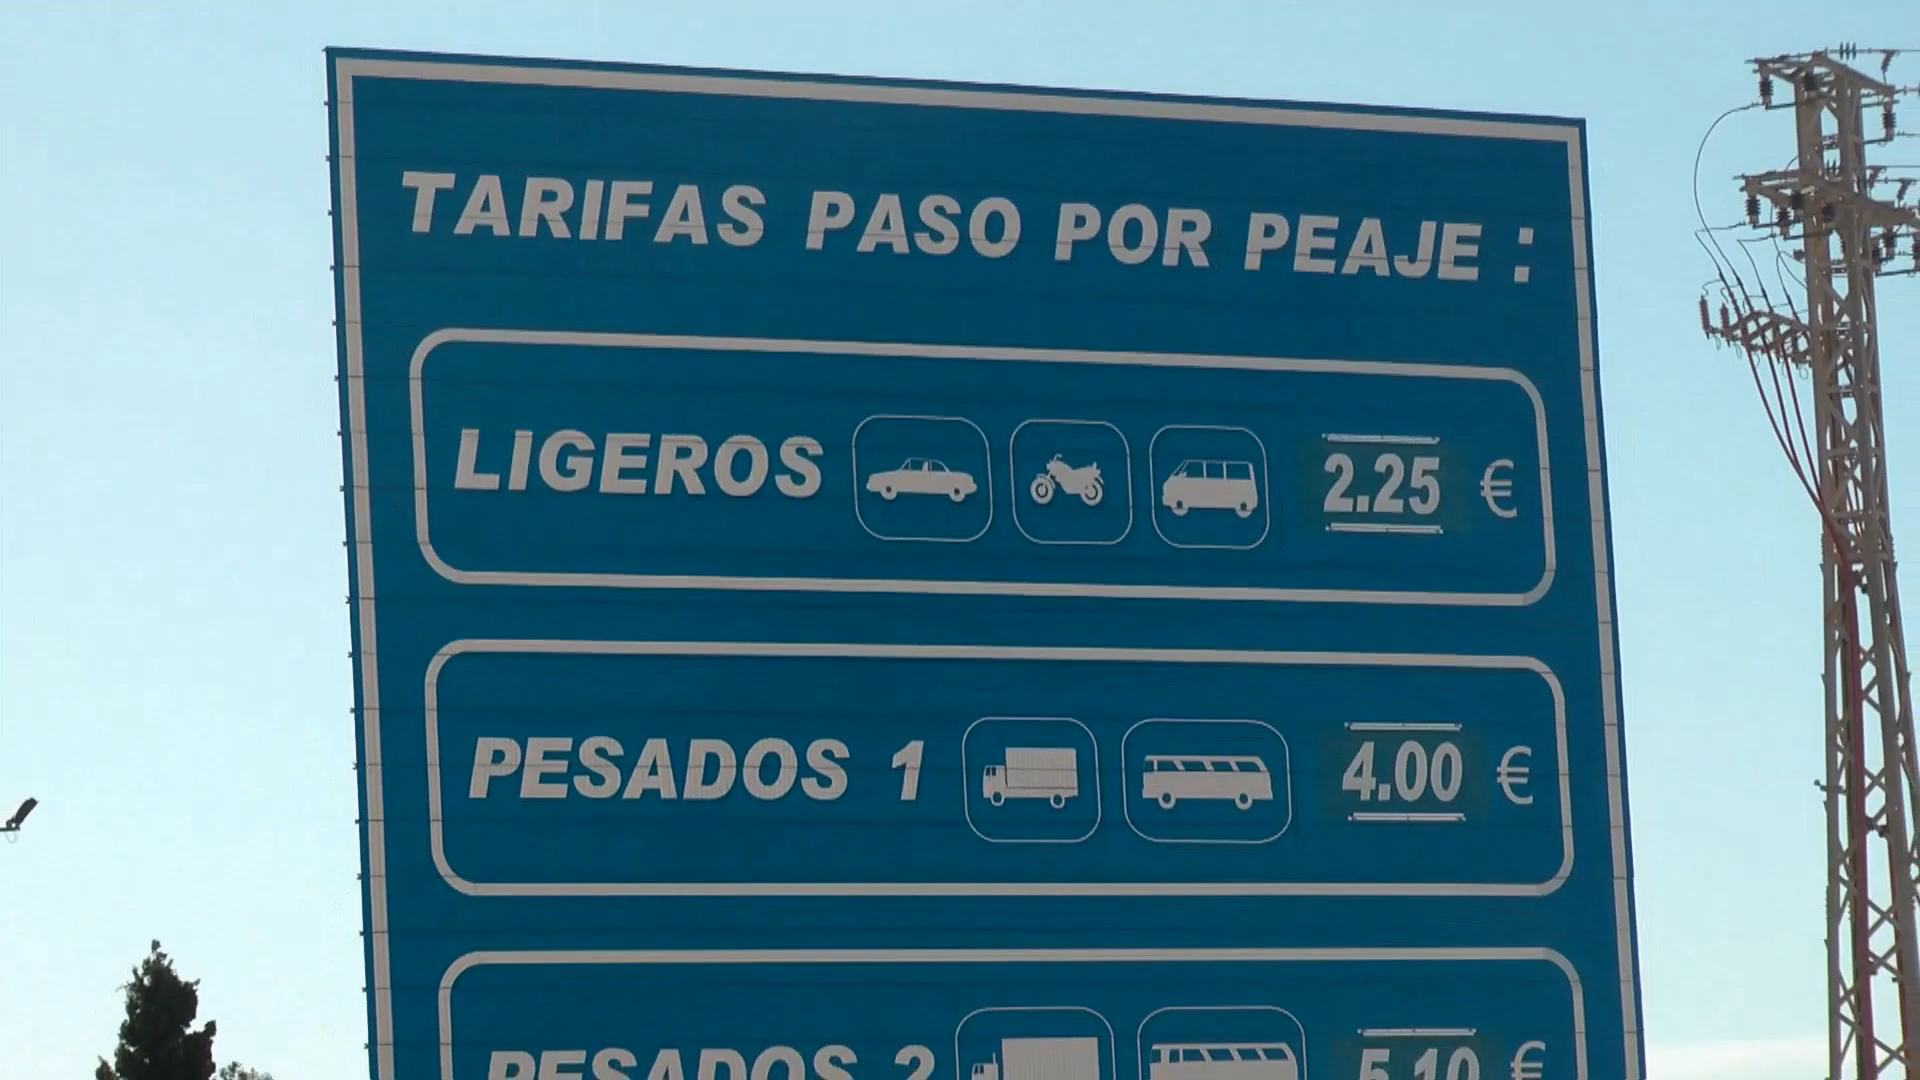 TARIFAS PASO POR PEAJE :
LIGEROS 2.25 €
PESADOS 1 4.00 €
PESADOS 2 5.10 €